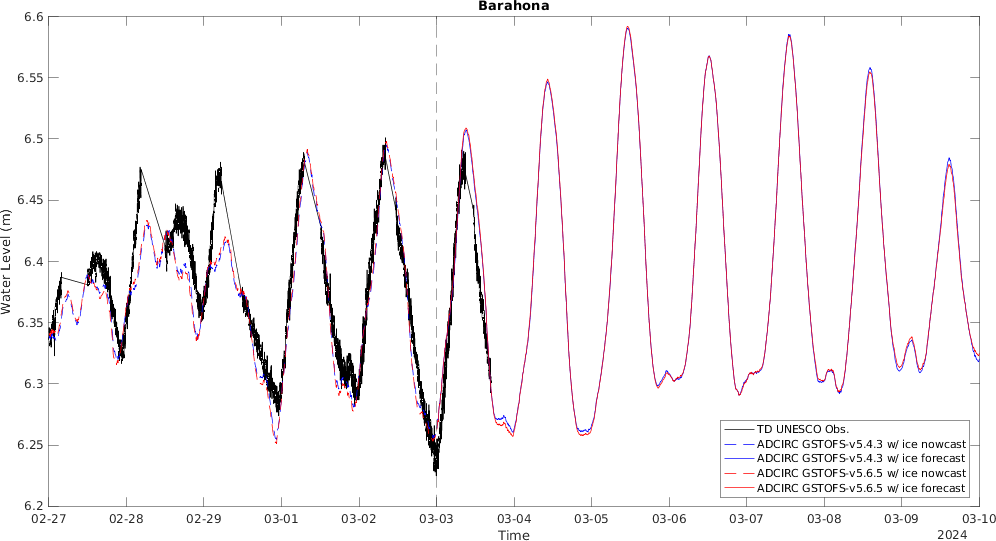 Barahona
6.6
6.55
6.5
6.45
6.4
6.35
6.3
6.25
6.2
Water Level (m)
TD UNESCO Obs.
ADCIRC GSTOFS-v5.4.3 w/ ice nowcast
ADCIRC GSTOFS-v5.4.3 w/ ice forecast
ADCIRC GSTOFS-v5.6.5 w/ ice nowcast
ADCIRC GSTOFS-v5.6.5 w/ ice forecast
02-27 02-28 02-29 03-01 03-02 03-03 03-04 03-05 03-06 03-07 03-08 03-09 03-10
Time
2024